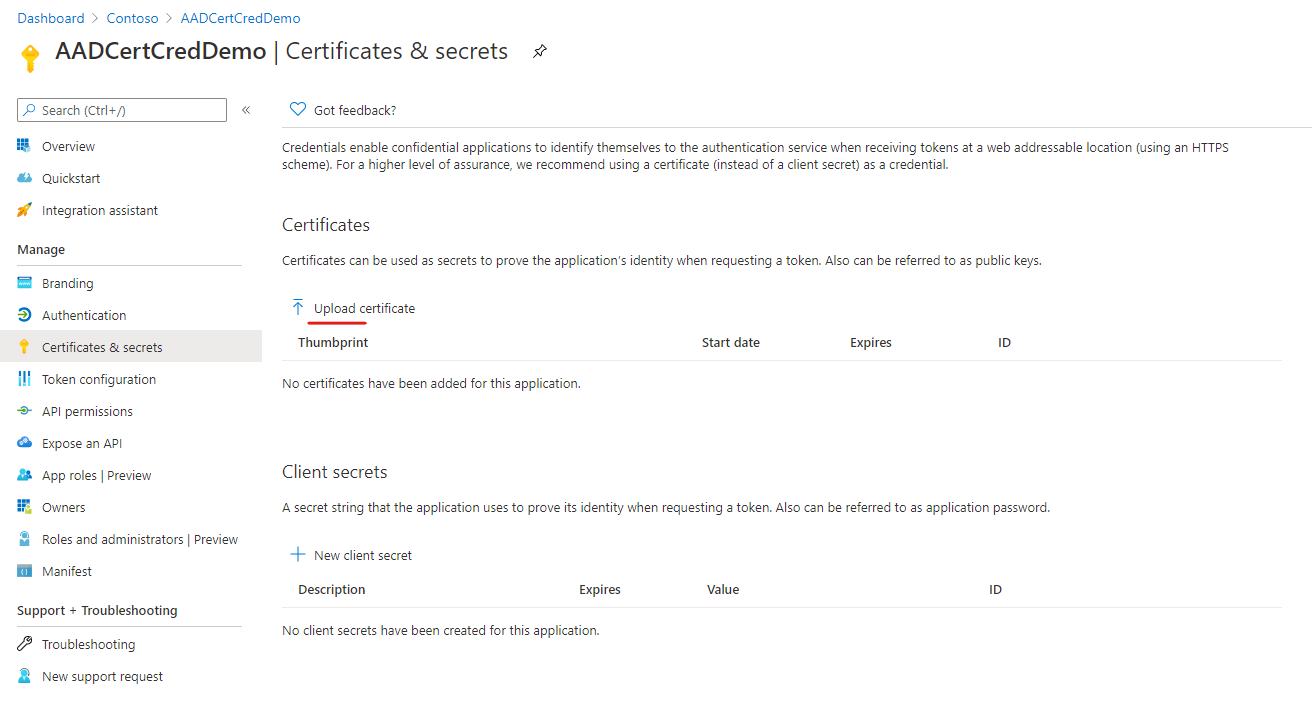 Dashboard > Contoso > AADCertCredDemo
AADCertCredDemo | Certificates & secrets
Search (Ctrl+/)
«
Overview
Quickstart
Integration assistant
Manage
Branding
Authentication
Certificates & secrets
Token configuration
API permissions
Expose an API
App roles | Preview
Owners
Roles and administrators | Preview
Manifest
Support + Troubleshooting
Troubleshooting
New support request
Got feedback?
Credentials enable confidential applications to identify themselves to the authentication service when receiving tokens at a web addressable location (using an HTTPS
scheme). For a higher level of assurance, we recommend using a certificate (instead of a client secret) as a credential.
Certificates
Certificates can be used as secrets to prove the application's identity when requesting a token. Also can be referred to as public keys.
Upload certificate
Thumbprint Start date Expires ID
No certificates have been added for this application.
Client secrets
A secret string that the application uses to prove its identity when requesting a token. Also can be referred to as application password.
New client secret
Description Expires Value ID
No client secrets have been created for this application.